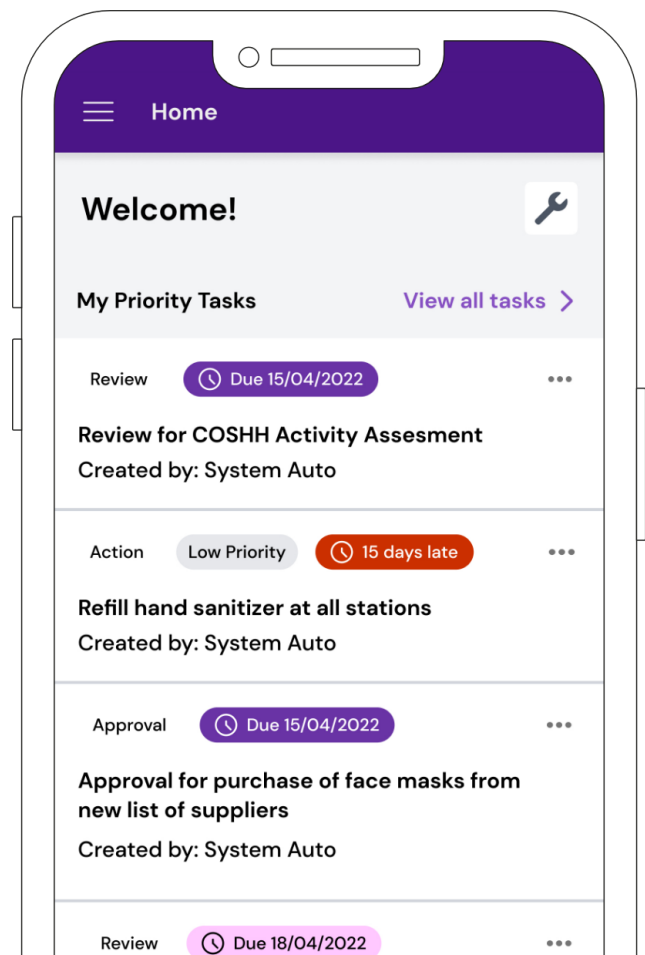 Home
Welcome!
My Priority Tasks View all tasks
Review Due 15/04/2022
Review for COSHH Activity Assesment
Created by: System Auto
Action Low Priority 15 days late
Refill hand sanitizer at all stations
Created by: System Auto
Approval Due 15/04/2022
Approval for purchase of face masks from
new list of suppliers
Created by: System Auto
Review Due 18/04/2022